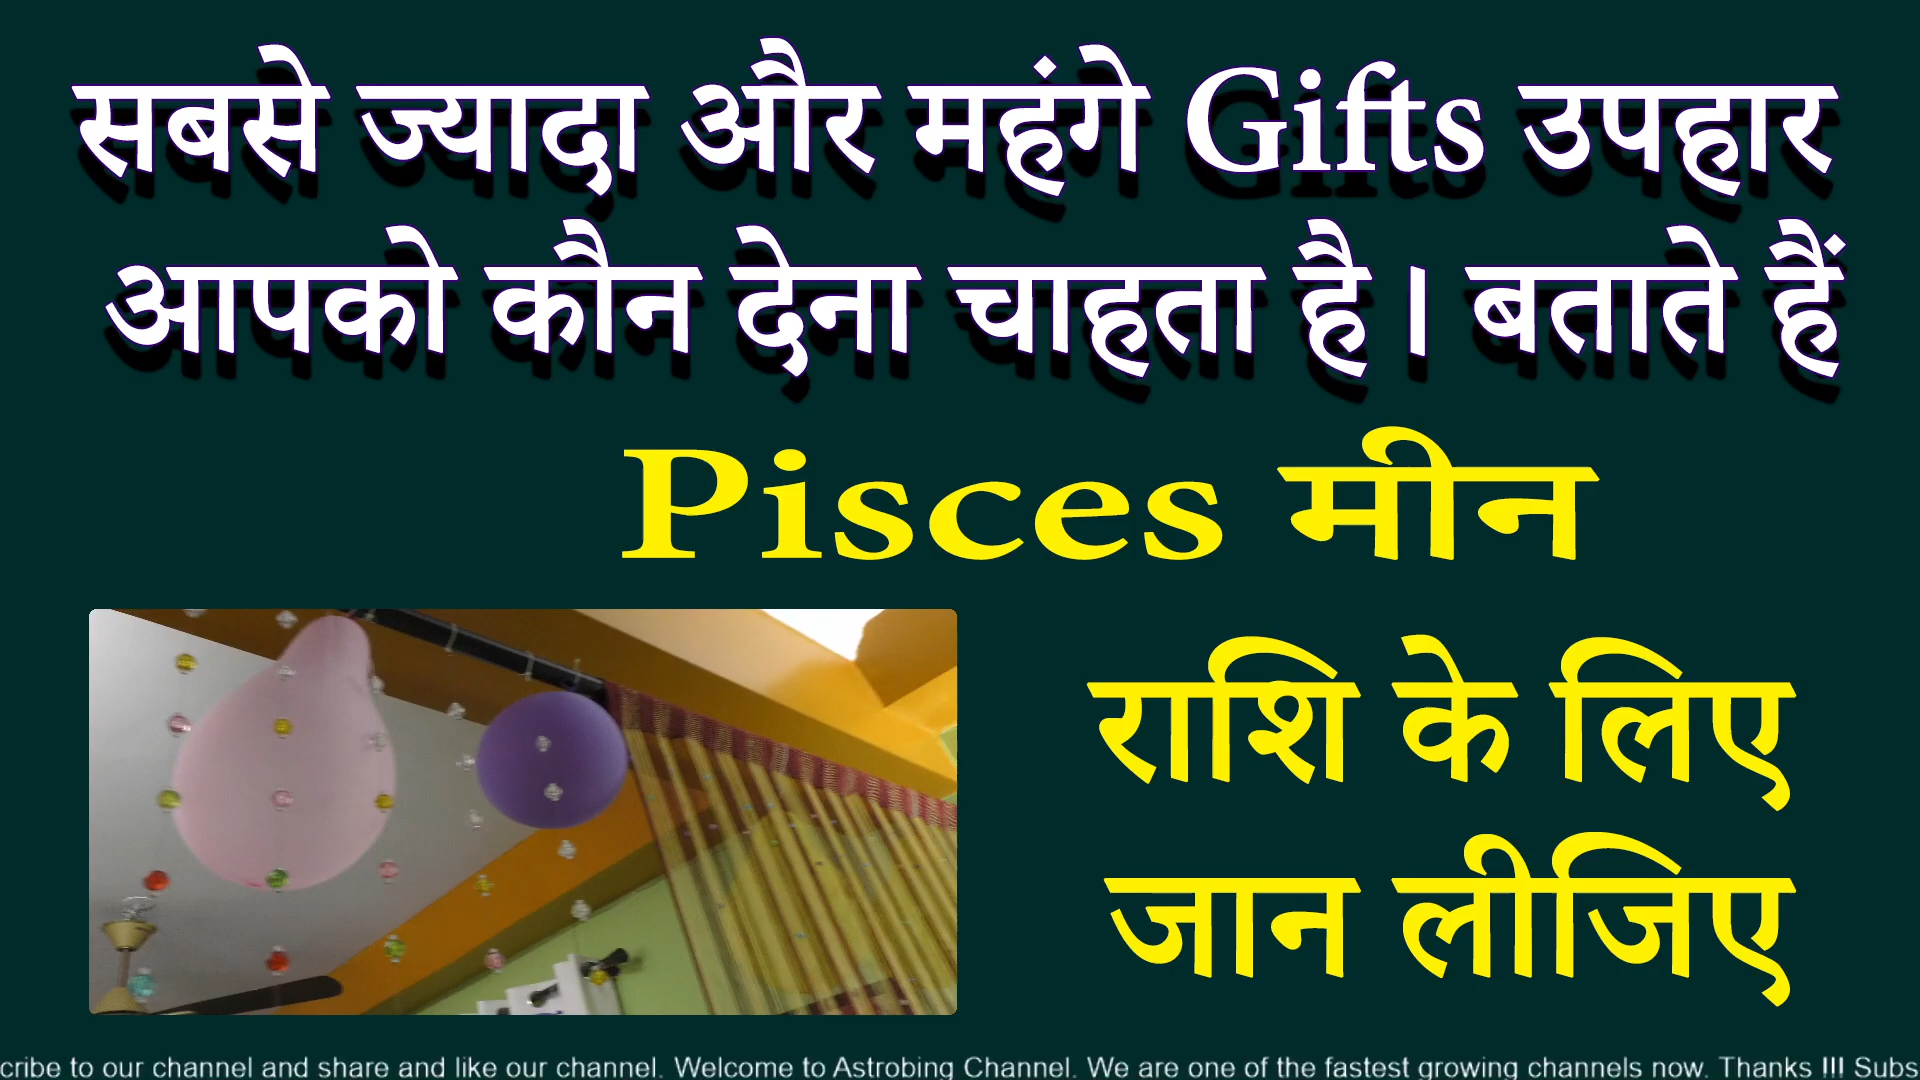 सबसे ज्यादा और महंगे Gifts उपहार
आपको कौन देना चाहता है । बताते हैं
Pisces मीन
राशि के लिए
जान लीजिए
cribe to our channel and share and like our channel. Welcome to Astrobing Channel. We are one of the fastest growing channels now. Thanks !!! Subs